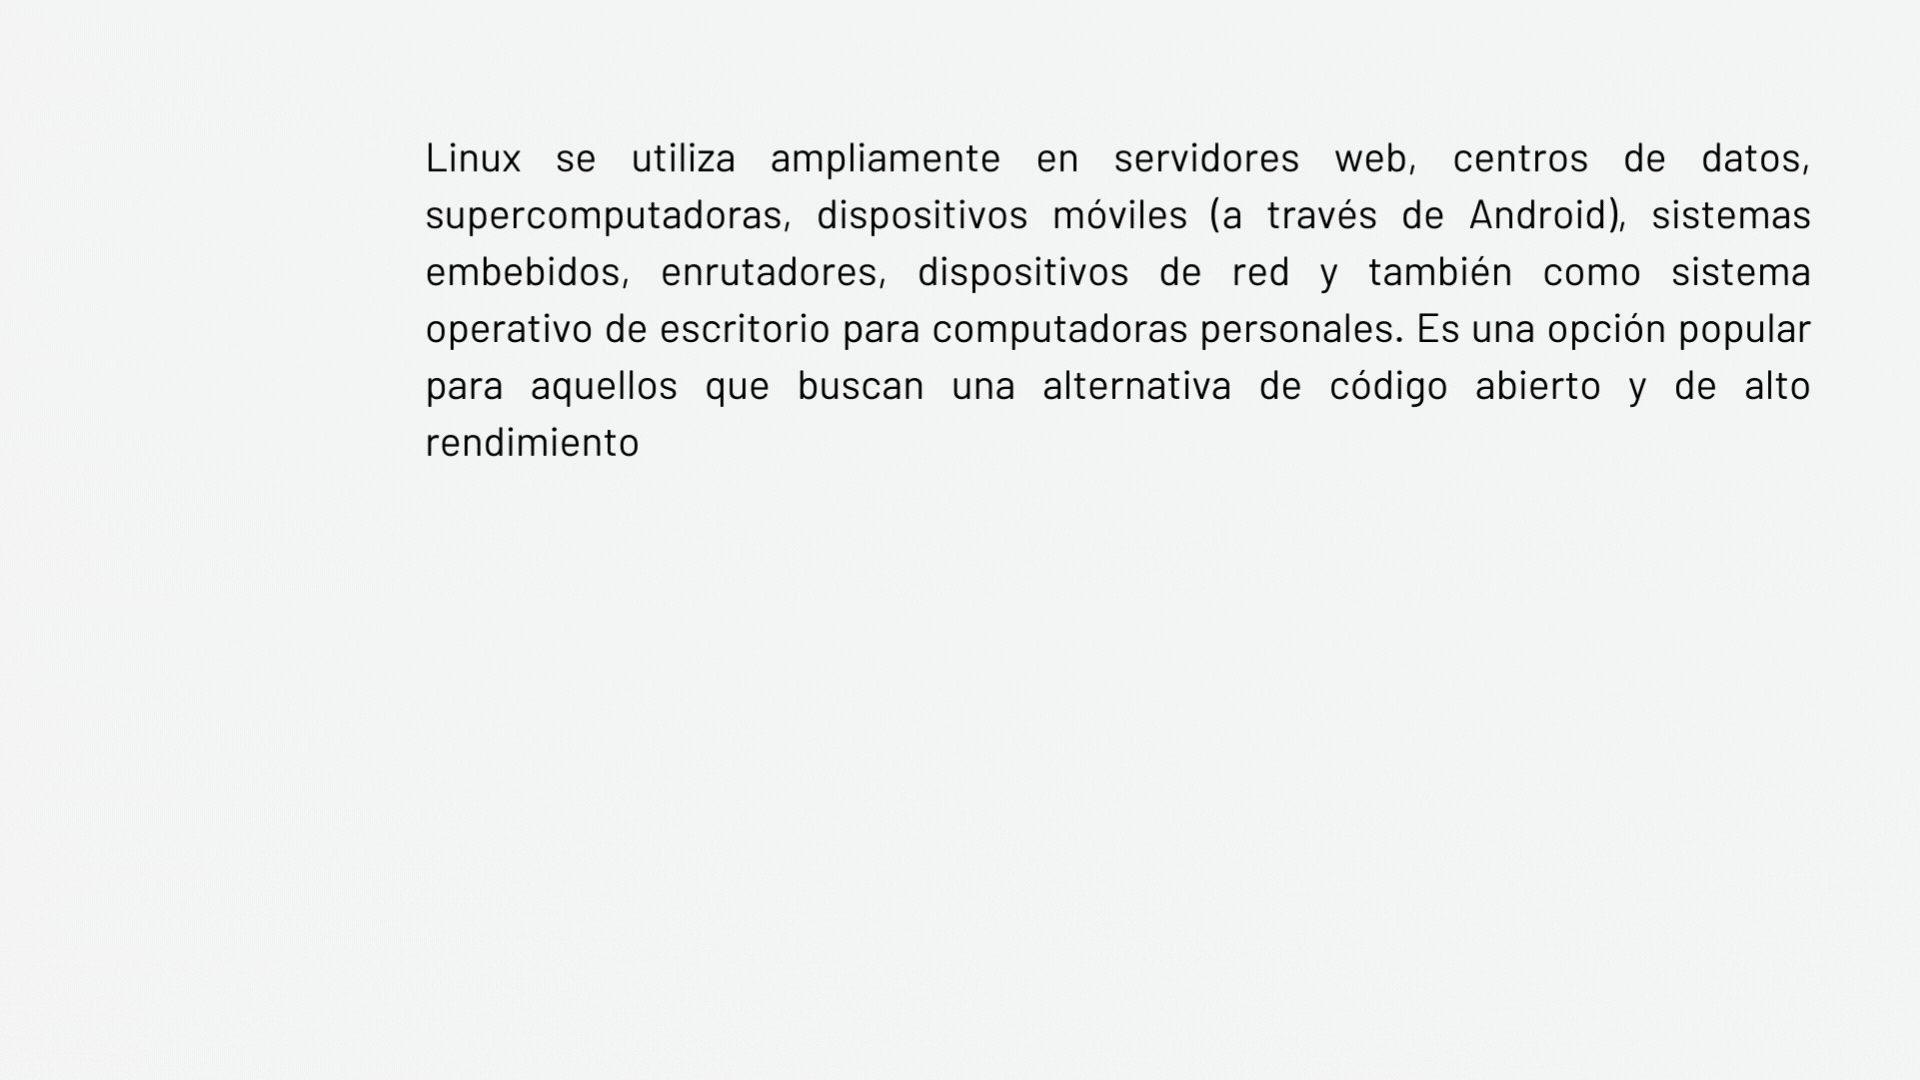 Linux se utiliza ampliamente en servidores web, centros de datos,
supercomputadoras, dispositivos móviles (a través de Android), sistemas
embebidos, enrutadores, dispositivos de red y también como sistema
operativo de escritorio para computadoras personales. Es una opción popular
para aquellos que buscan una alternativa de código abierto y de alto
rendimiento